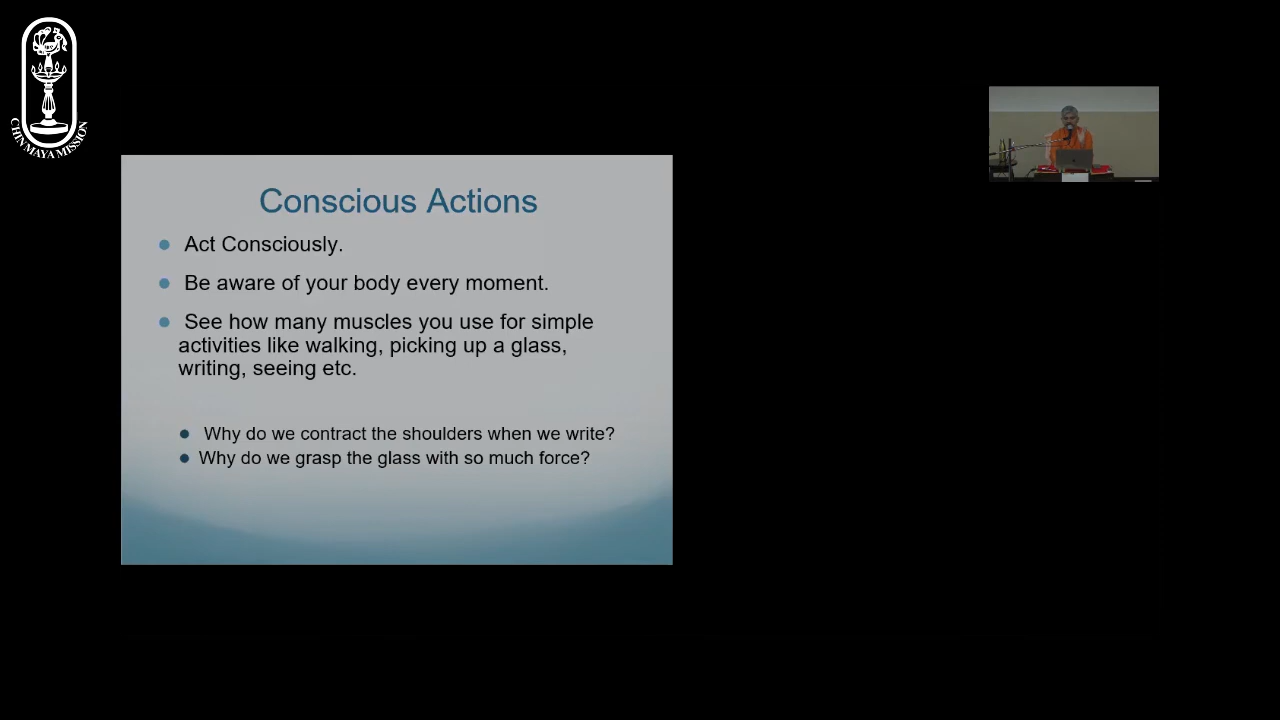 CHINMAYA MISSION
Conscious Actions
Act Consciously.
Be aware of your body every moment.
See how many muscles you use for simple
activities like walking, picking up a glass,
writing, seeing etc.
Why do we contract the shoulders when we write?
Why do we grasp the glass with so much force?